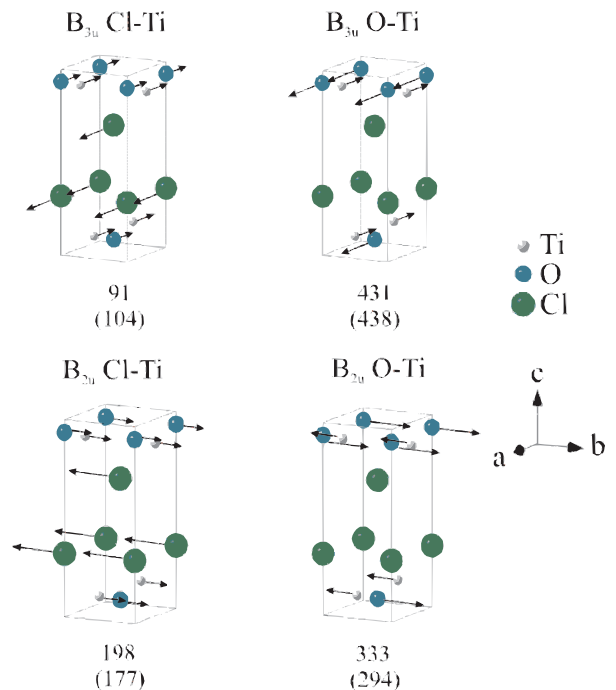 B3u Cl-Ti
B3u O-Ti
91
(104)
431
(438)
Ti
O
Cl
B2u Cl-Ti
B2u O-Ti
c
a
b
198
(177)
333
(294)